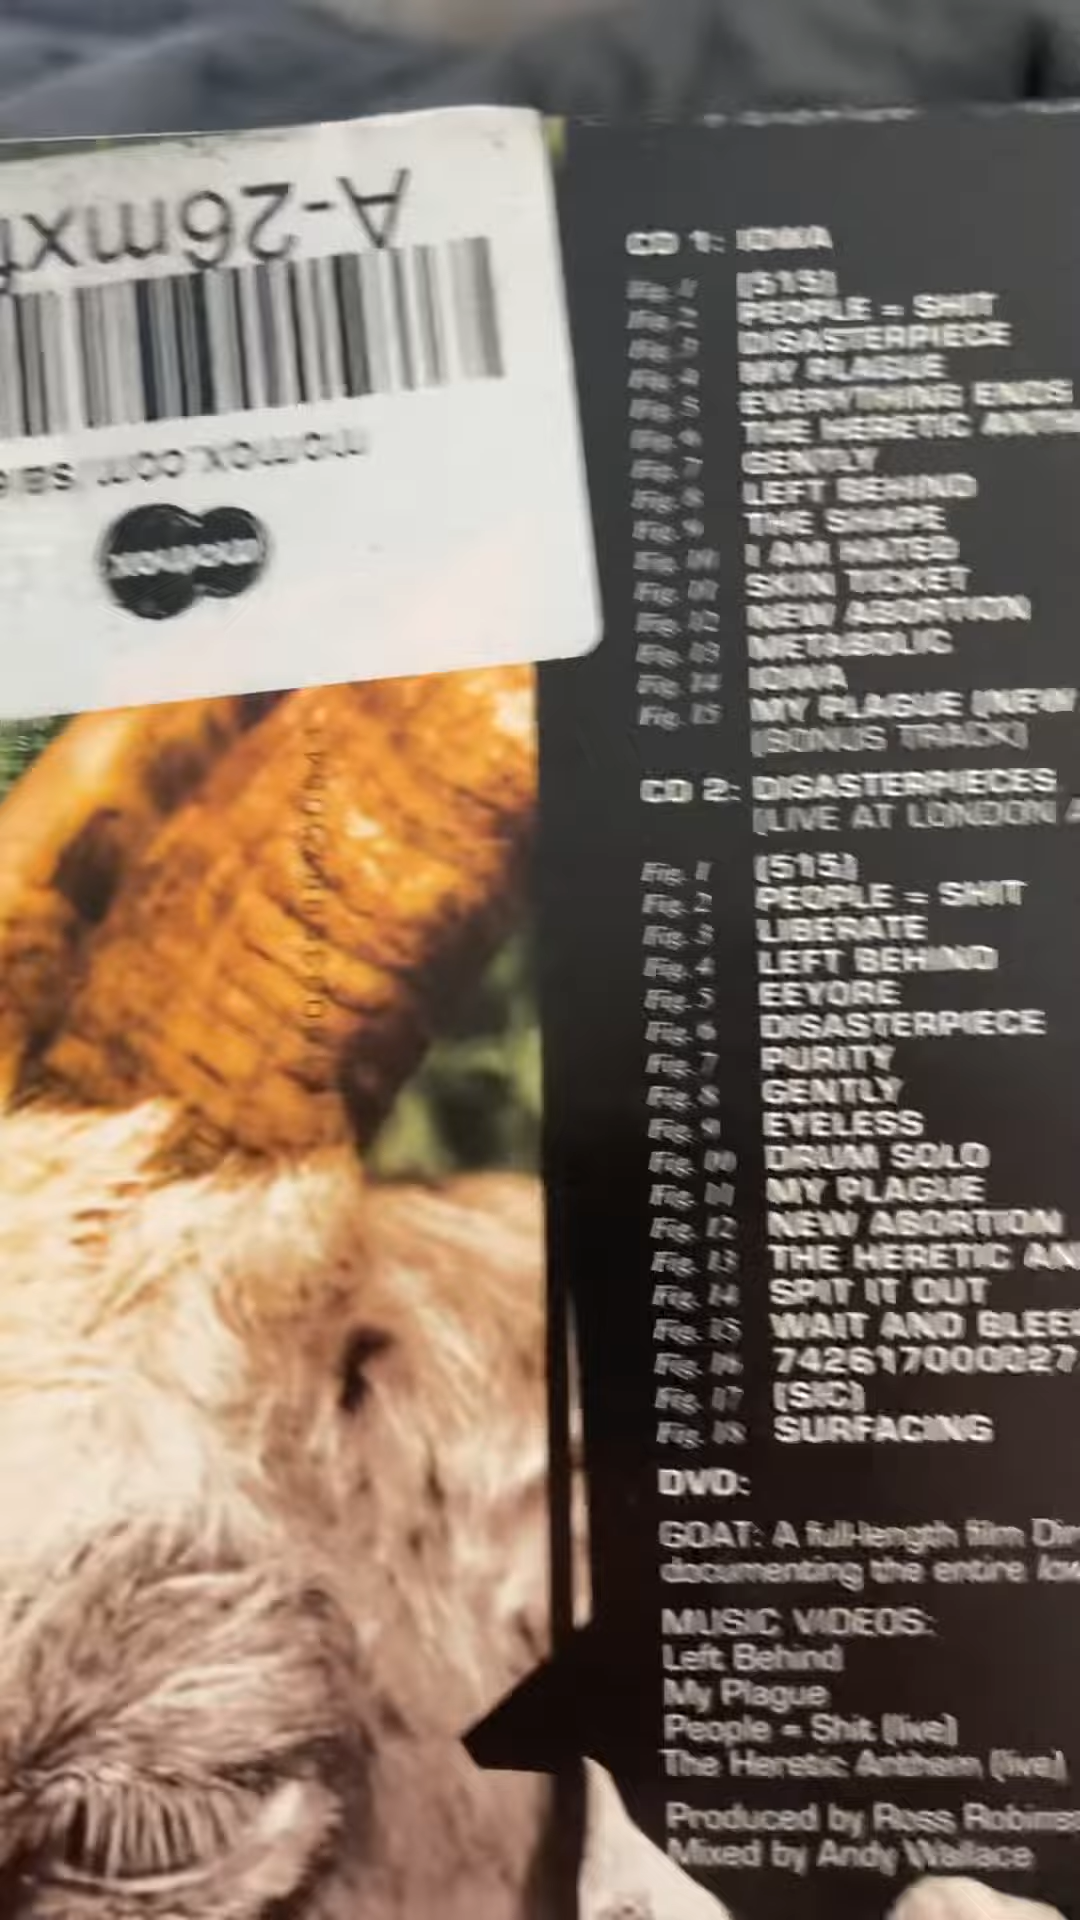 A-26mxf
momox.com
momox
CD 1: IOWA
Fig. 1 (515)
Fig. 2 PEOPLE = SHIT
Fig. 3 DISASTERPIECE
Fig. 4 MY PLAGUE
Fig. 5 EVERYTHING ENDS
Fig. 6 THE HERETIC
Fig. 7 GENTLY
Fig. 8 LEFT BEHIND
Fig. 9 THE SHAPE
Fig. 10 I AM HATED
Fig. 11 SKIN TICKET
Fig. 12 NEW ABORTION
Fig. 13 METABOLIC
Fig. 14 IOWA
Fig. 15 MY PLAGUE (NEW
(BONUS TRACK)
CD 2: DISASTERPIECES
(LIVE AT LONDON
Fig. 1 (515)
Fig. 2 PEOPLE = SHIT
Fig. 3 LIBERATE
Fig. 4 LEFT BEHIND
Fig. 5 EEYORE
Fig. 6 DISASTERPIECE
Fig. 7 PURITY
Fig. 8 GENTLY
Fig. 9 EYELESS
Fig. 10 DRUM SOLO
Fig. 11 MY PLAGUE
Fig. 12 NEW ABORTION
Fig. 13 THE HERETIC
Fig. 14 SPIT IT OUT
Fig. 15 WAIT AND BLEE
Fig. 16 742617000027
Fig. 17 (SIC)
Fig. 18 SURFACING
DVD:
GOAT: A full-length film Dir
documenting the entire Iow
MUSIC VIDEOS:
Left Behind
My Plague
People = Shit (live)
The Heretic Anthem (live)
Produced by Ross Robins
Mixed by Andy Wallace